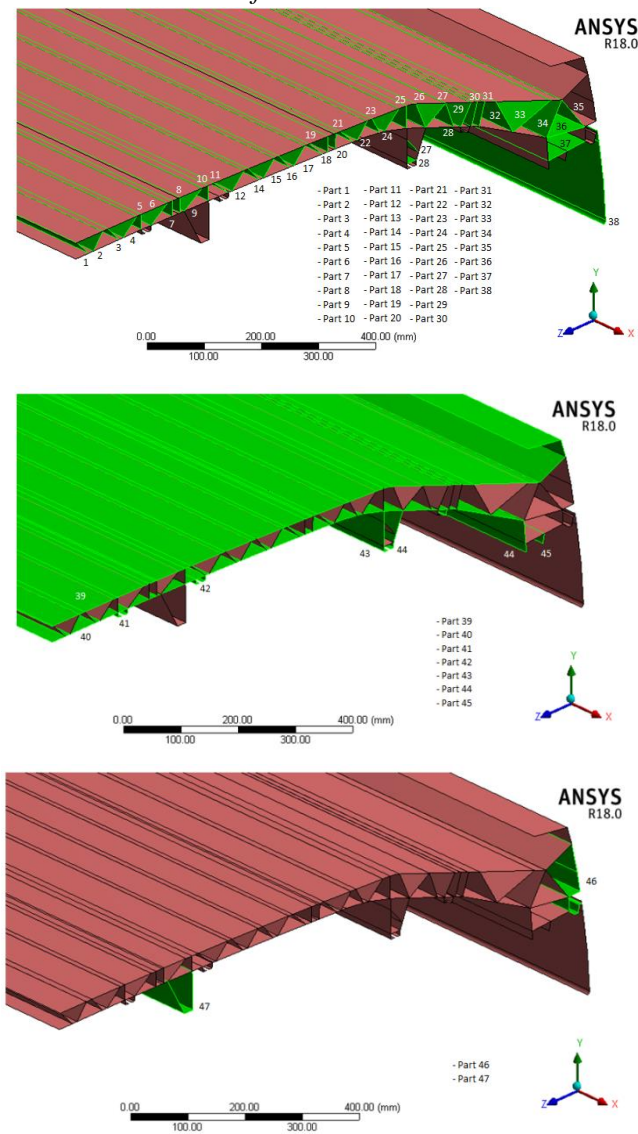 ANSYS
R18.0
30 31
27
26
25
23
21
19
35
29
32 33 34 36
28
37
24
22
20
18
17
16
15
14
12
11
10
8
6
5
9
7
4
3
2
1
27
28
38
- Part 1 - Part 11 - Part 21 - Part 31
- Part 2 - Part 12 - Part 22 - Part 32
- Part 3 - Part 13 - Part 23 - Part 33
- Part 4 - Part 14 - Part 24 - Part 34
- Part 5 - Part 15 - Part 25 - Part 35
- Part 6 - Part 16 - Part 26 - Part 36
- Part 7 - Part 17 - Part 27 - Part 37
- Part 8 - Part 18 - Part 28 - Part 38
- Part 9 - Part 19 - Part 29
- Part 10 - Part 20 - Part 30
Y
Z X
0.00 200.00 400.00 (mm)
100.00 300.00
ANSYS
R18.0
39
40
41
42
43 44
44 45
- Part 39
- Part 40
- Part 41
- Part 42
- Part 43
- Part 44
- Part 45
Y
Z X
0.00 200.00 400.00 (mm)
100.00 300.00
ANSYS
R18.0
46
47
- Part 46
- Part 47
Y
Z X
0.00 200.00 400.00 (mm)
100.00 300.00